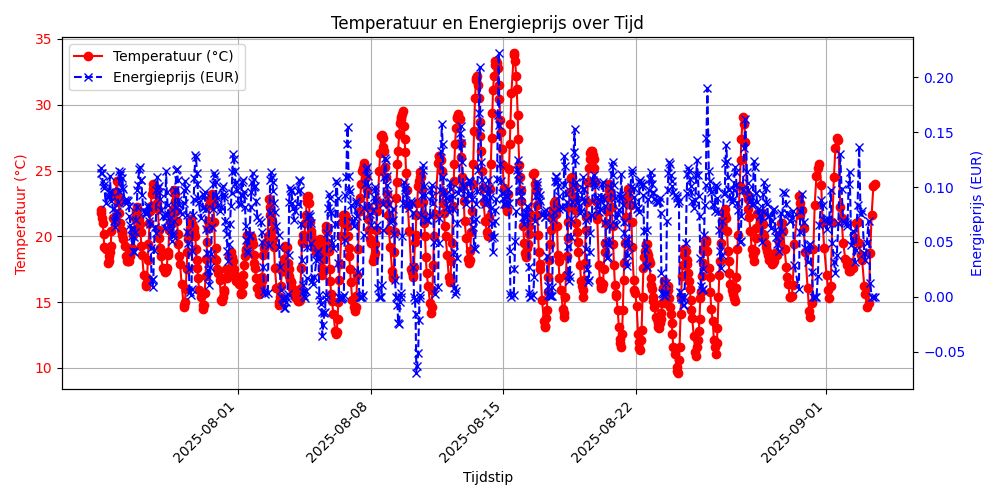 Temperatuur en Energieprijs over Tijd
Temperatuur (°C)
Energieprijs (EUR)
35
30
25
20
15
10
Temperatuur (°C)
0.20
0.15
0.10
0.05
0.00
−0.05
Energieprijs (EUR)
2025-08-01
2025-08-08
2025-08-15
2025-08-22
2025-09-01
Tijdstip